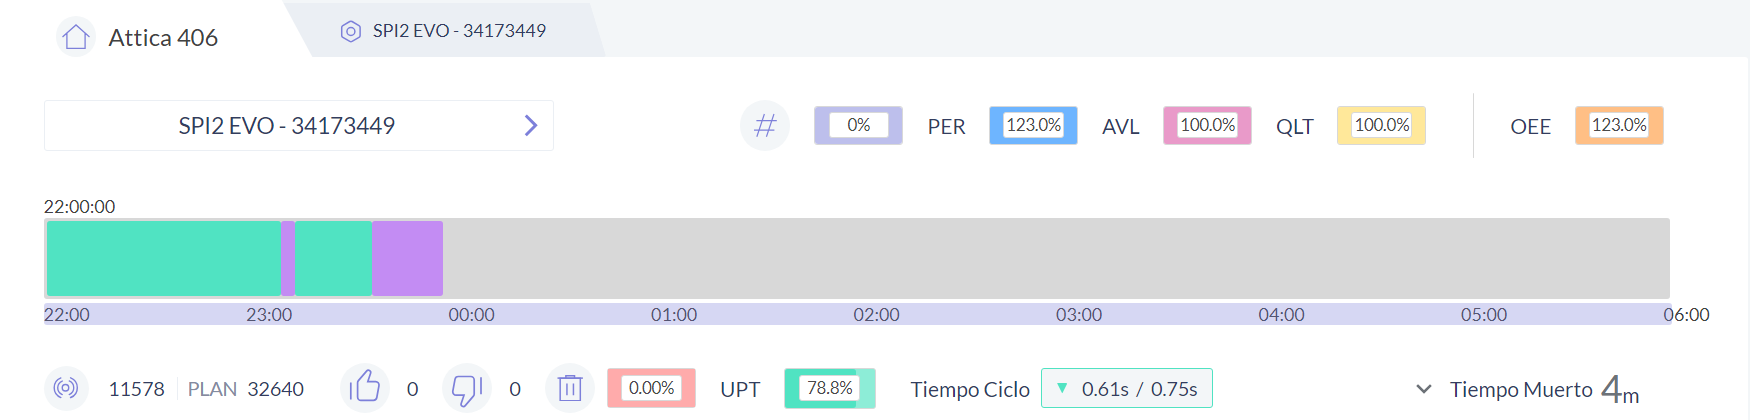 Attica 406
SPI2 EVO - 34173449
SPI2 EVO - 34173449
# 0% PER 123.0% AVL 100.0% QLT 100.0% OEE 123.0%
22:00:00
22:00 23:00 00:00 01:00 02:00 03:00 04:00 05:00 06:00
11578 PLAN 32640 0 0 0.00% UPT 78.8% Tiempo Ciclo ▼ 0.61s / 0.75s Tiempo Muerto 4m